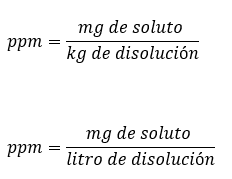 ppm = mg de soluto / kg de disolución
ppm = mg de soluto / litro de disolución